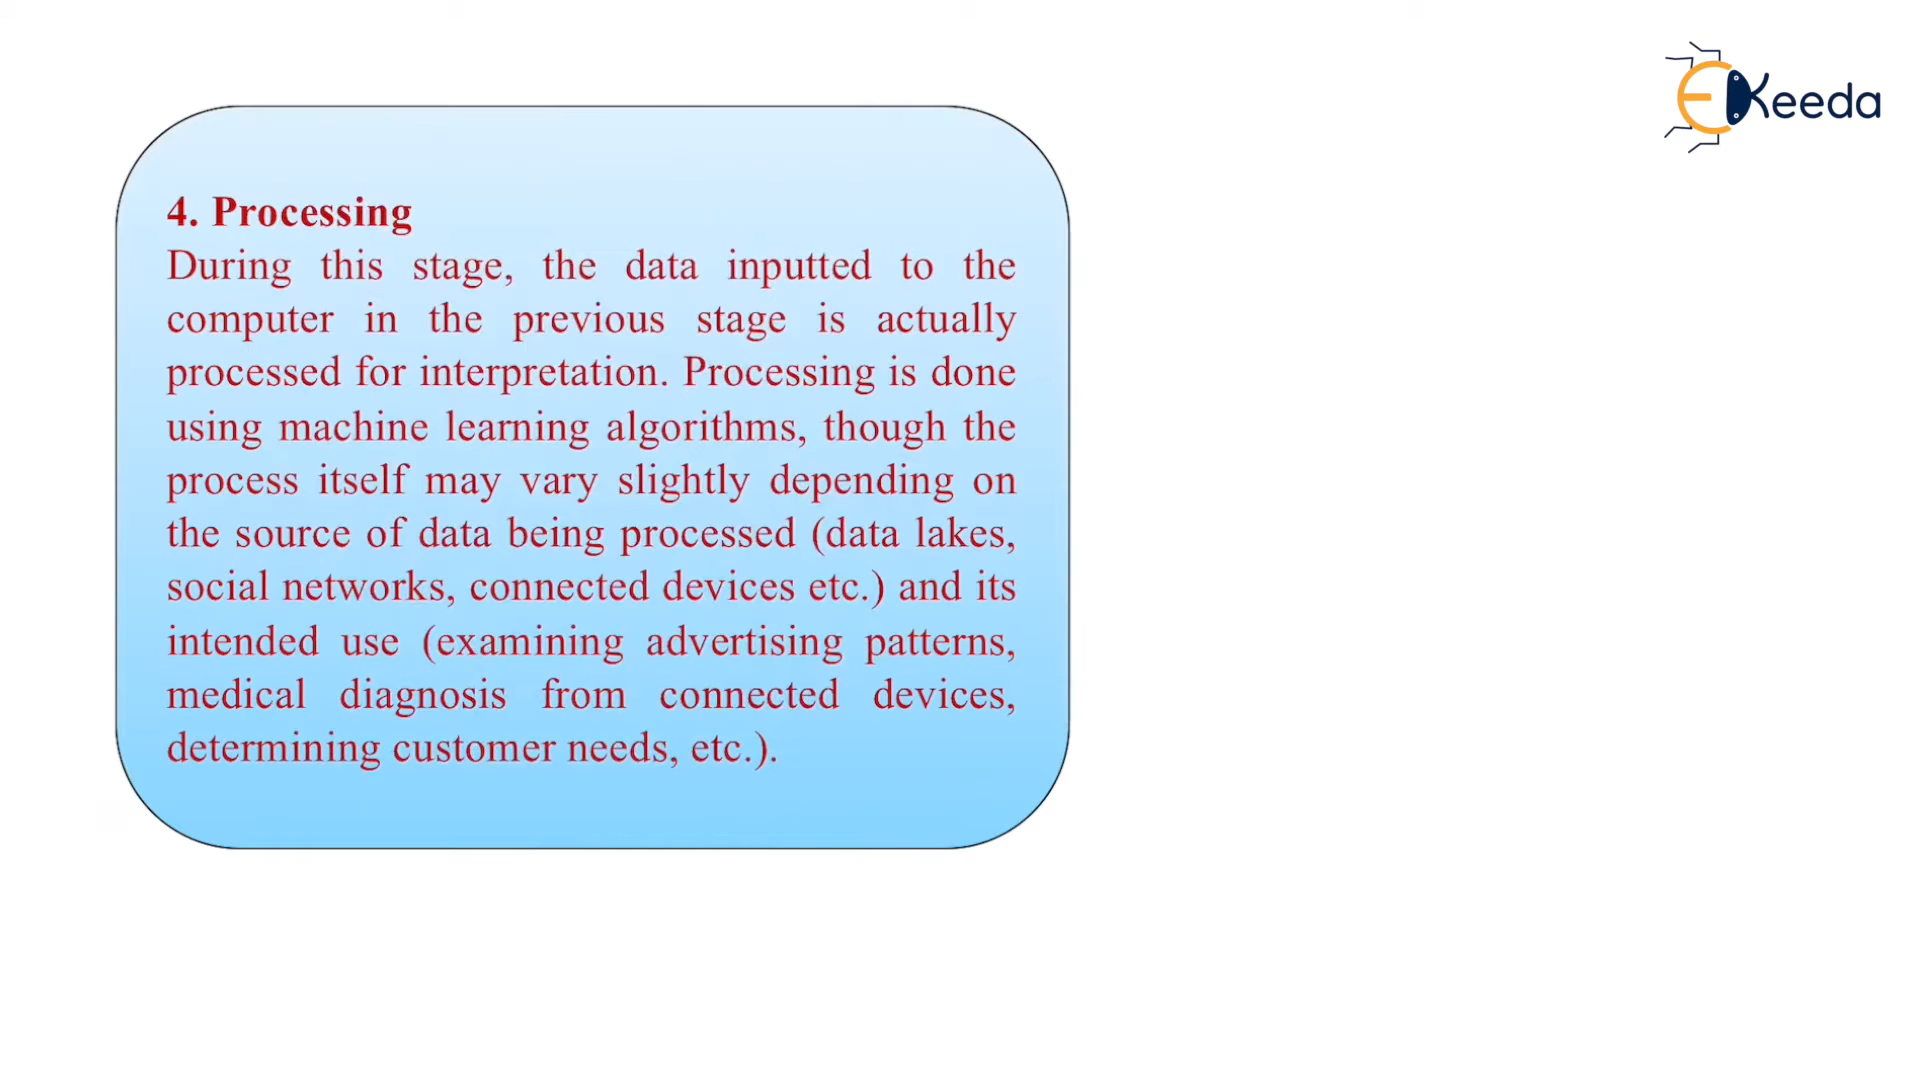 EKeeda
4. Processing
During this stage, the data inputted to the
computer in the previous stage is actually
processed for interpretation. Processing is done
using machine learning algorithms, though the
process itself may vary slightly depending on
the source of data being processed (data lakes,
social networks, connected devices etc.) and its
intended use (examining advertising patterns,
medical diagnosis from connected devices,
determining customer needs, etc.).